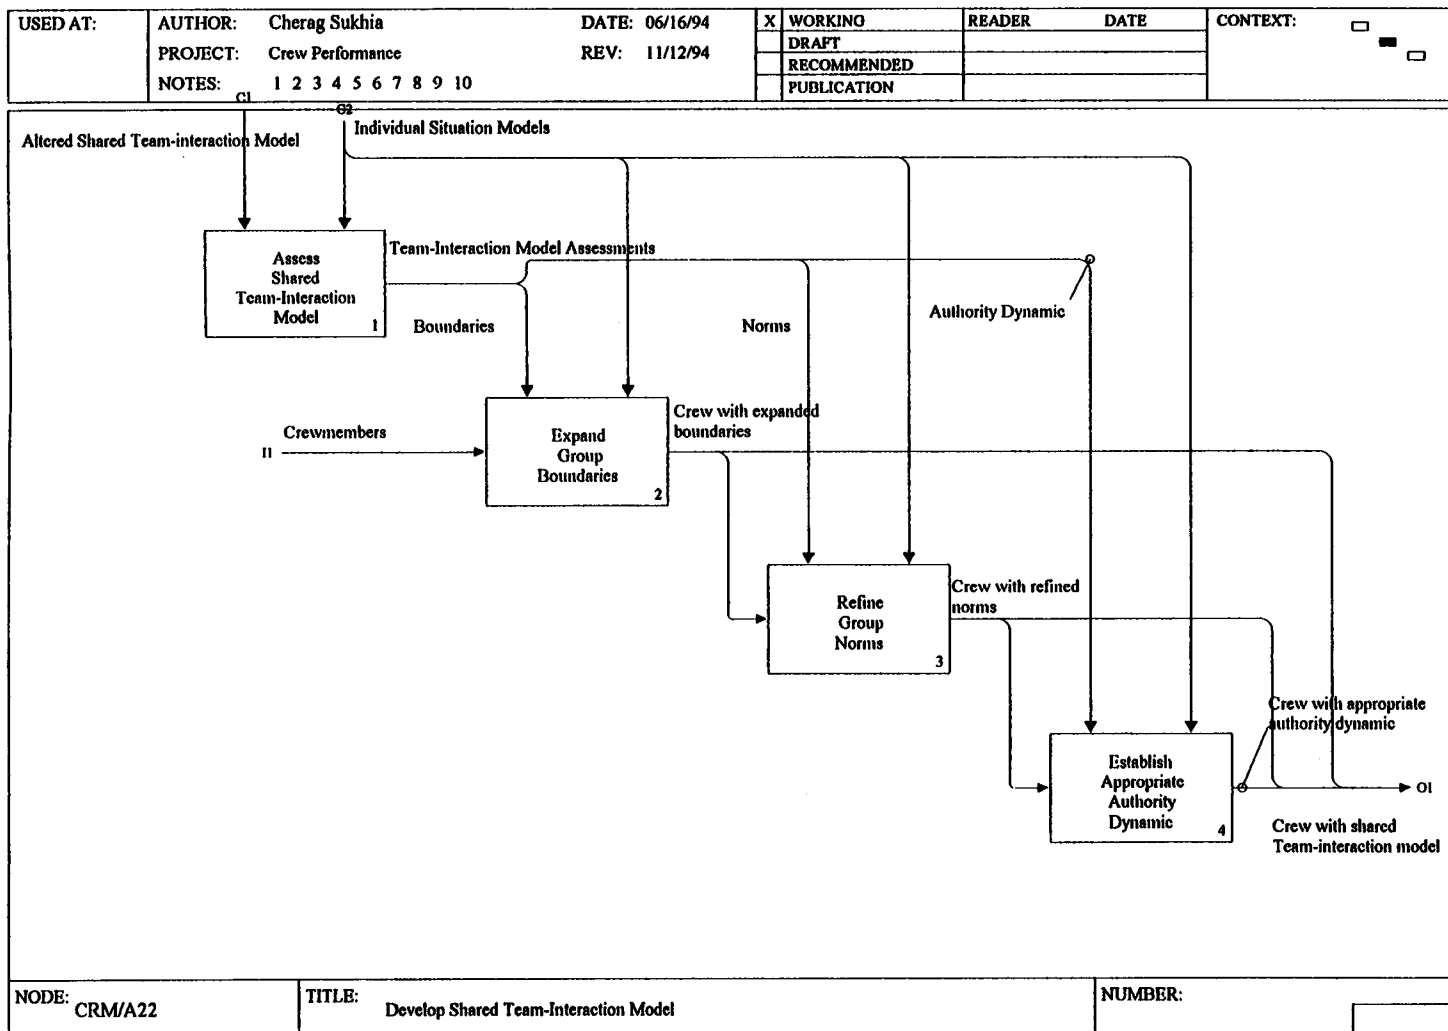 USED AT:
AUTHOR: Cherag Sukhia
DATE: 06/16/94
X WORKING
READER DATE
CONTEXT:
PROJECT: Crew Performance
REV: 11/12/94
DRAFT
RECOMMENDED
NOTES: 1 2 3 4 5 6 7 8 9 10
PUBLICATION
C1
C2
Individual Situation Models
Altered Shared Team-interaction Model
Team-Interaction Model Assessments
Assess
Shared
Team-Interaction
Model
1
Boundaries
Norms
Authority Dynamic
Crew with expanded
boundaries
Crewmembers
I1
Expand
Group
Boundaries
2
Crew with refined
norms
Refine
Group
Norms
3
Crew with appropriate
authority dynamic
Establish
Appropriate
Authority
Dynamic
4
O1
Crew with shared
Team-interaction model
NODE: CRM/A22
TITLE: Develop Shared Team-Interaction Model
NUMBER: